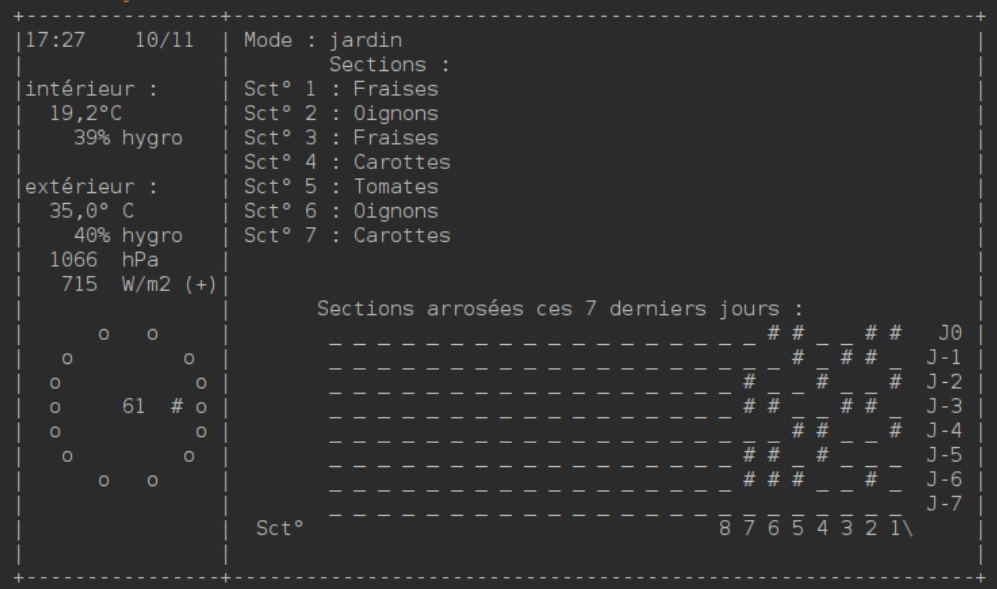 +----------------+--------------------------------------------------------------+
|17:27    10/11  | Mode : jardin                                                |
|                |        Sections :                                            |
|intérieur :     | Sct° 1 : Fraises                                             |
|  19,2°C        | Sct° 2 : Oignons                                             |
|    39% hygro   | Sct° 3 : Fraises                                             |
|                | Sct° 4 : Carottes                                            |
|extérieur :     | Sct° 5 : Tomates                                             |
|  35,0° C       | Sct° 6 : Oignons                                             |
|    40% hygro   | Sct° 7 : Carottes                                            |
|  1066  hPa     |                                                              |
|   715  W/m2 (+)|                                                              |
|                |       Sections arrosées ces 7 derniers jours :               |
|      o   o     |        _ _ _ _ _ _ _ _ _ _ _ _ _ _ _ _ _ _ # # _ _ # #   J0 |
|   o         o  |        _ _ _ _ _ _ _ _ _ _ _ _ _ _ _ _ _ _ _ # _ # # _  J-1 |
|  o           o |        _ _ _ _ _ _ _ _ _ _ _ _ _ _ _ _ _ # _ _ # _ _ #  J-2 |
|  o     61  # o |        _ _ _ _ _ _ _ _ _ _ _ _ _ _ _ _ _ # # _ _ # # _  J-3 |
|  o           o |        _ _ _ _ _ _ _ _ _ _ _ _ _ _ _ _ _ _ _ # # _ _ #  J-4 |
|   o         o  |        _ _ _ _ _ _ _ _ _ _ _ _ _ _ _ _ _ # # _ # _ _ _  J-5 |
|      o   o     |        _ _ _ _ _ _ _ _ _ _ _ _ _ _ _ _ _ # # # _ _ # _  J-6 |
|                |        _ _ _ _ _ _ _ _ _ _ _ _ _ _ _ _ _ _ _ _ _ _ _ _  J-7 |
|                |  Sct°                                  8 7 6 5 4 3 2 1\      |
|                |                                                              |
+----------------+--------------------------------------------------------------+